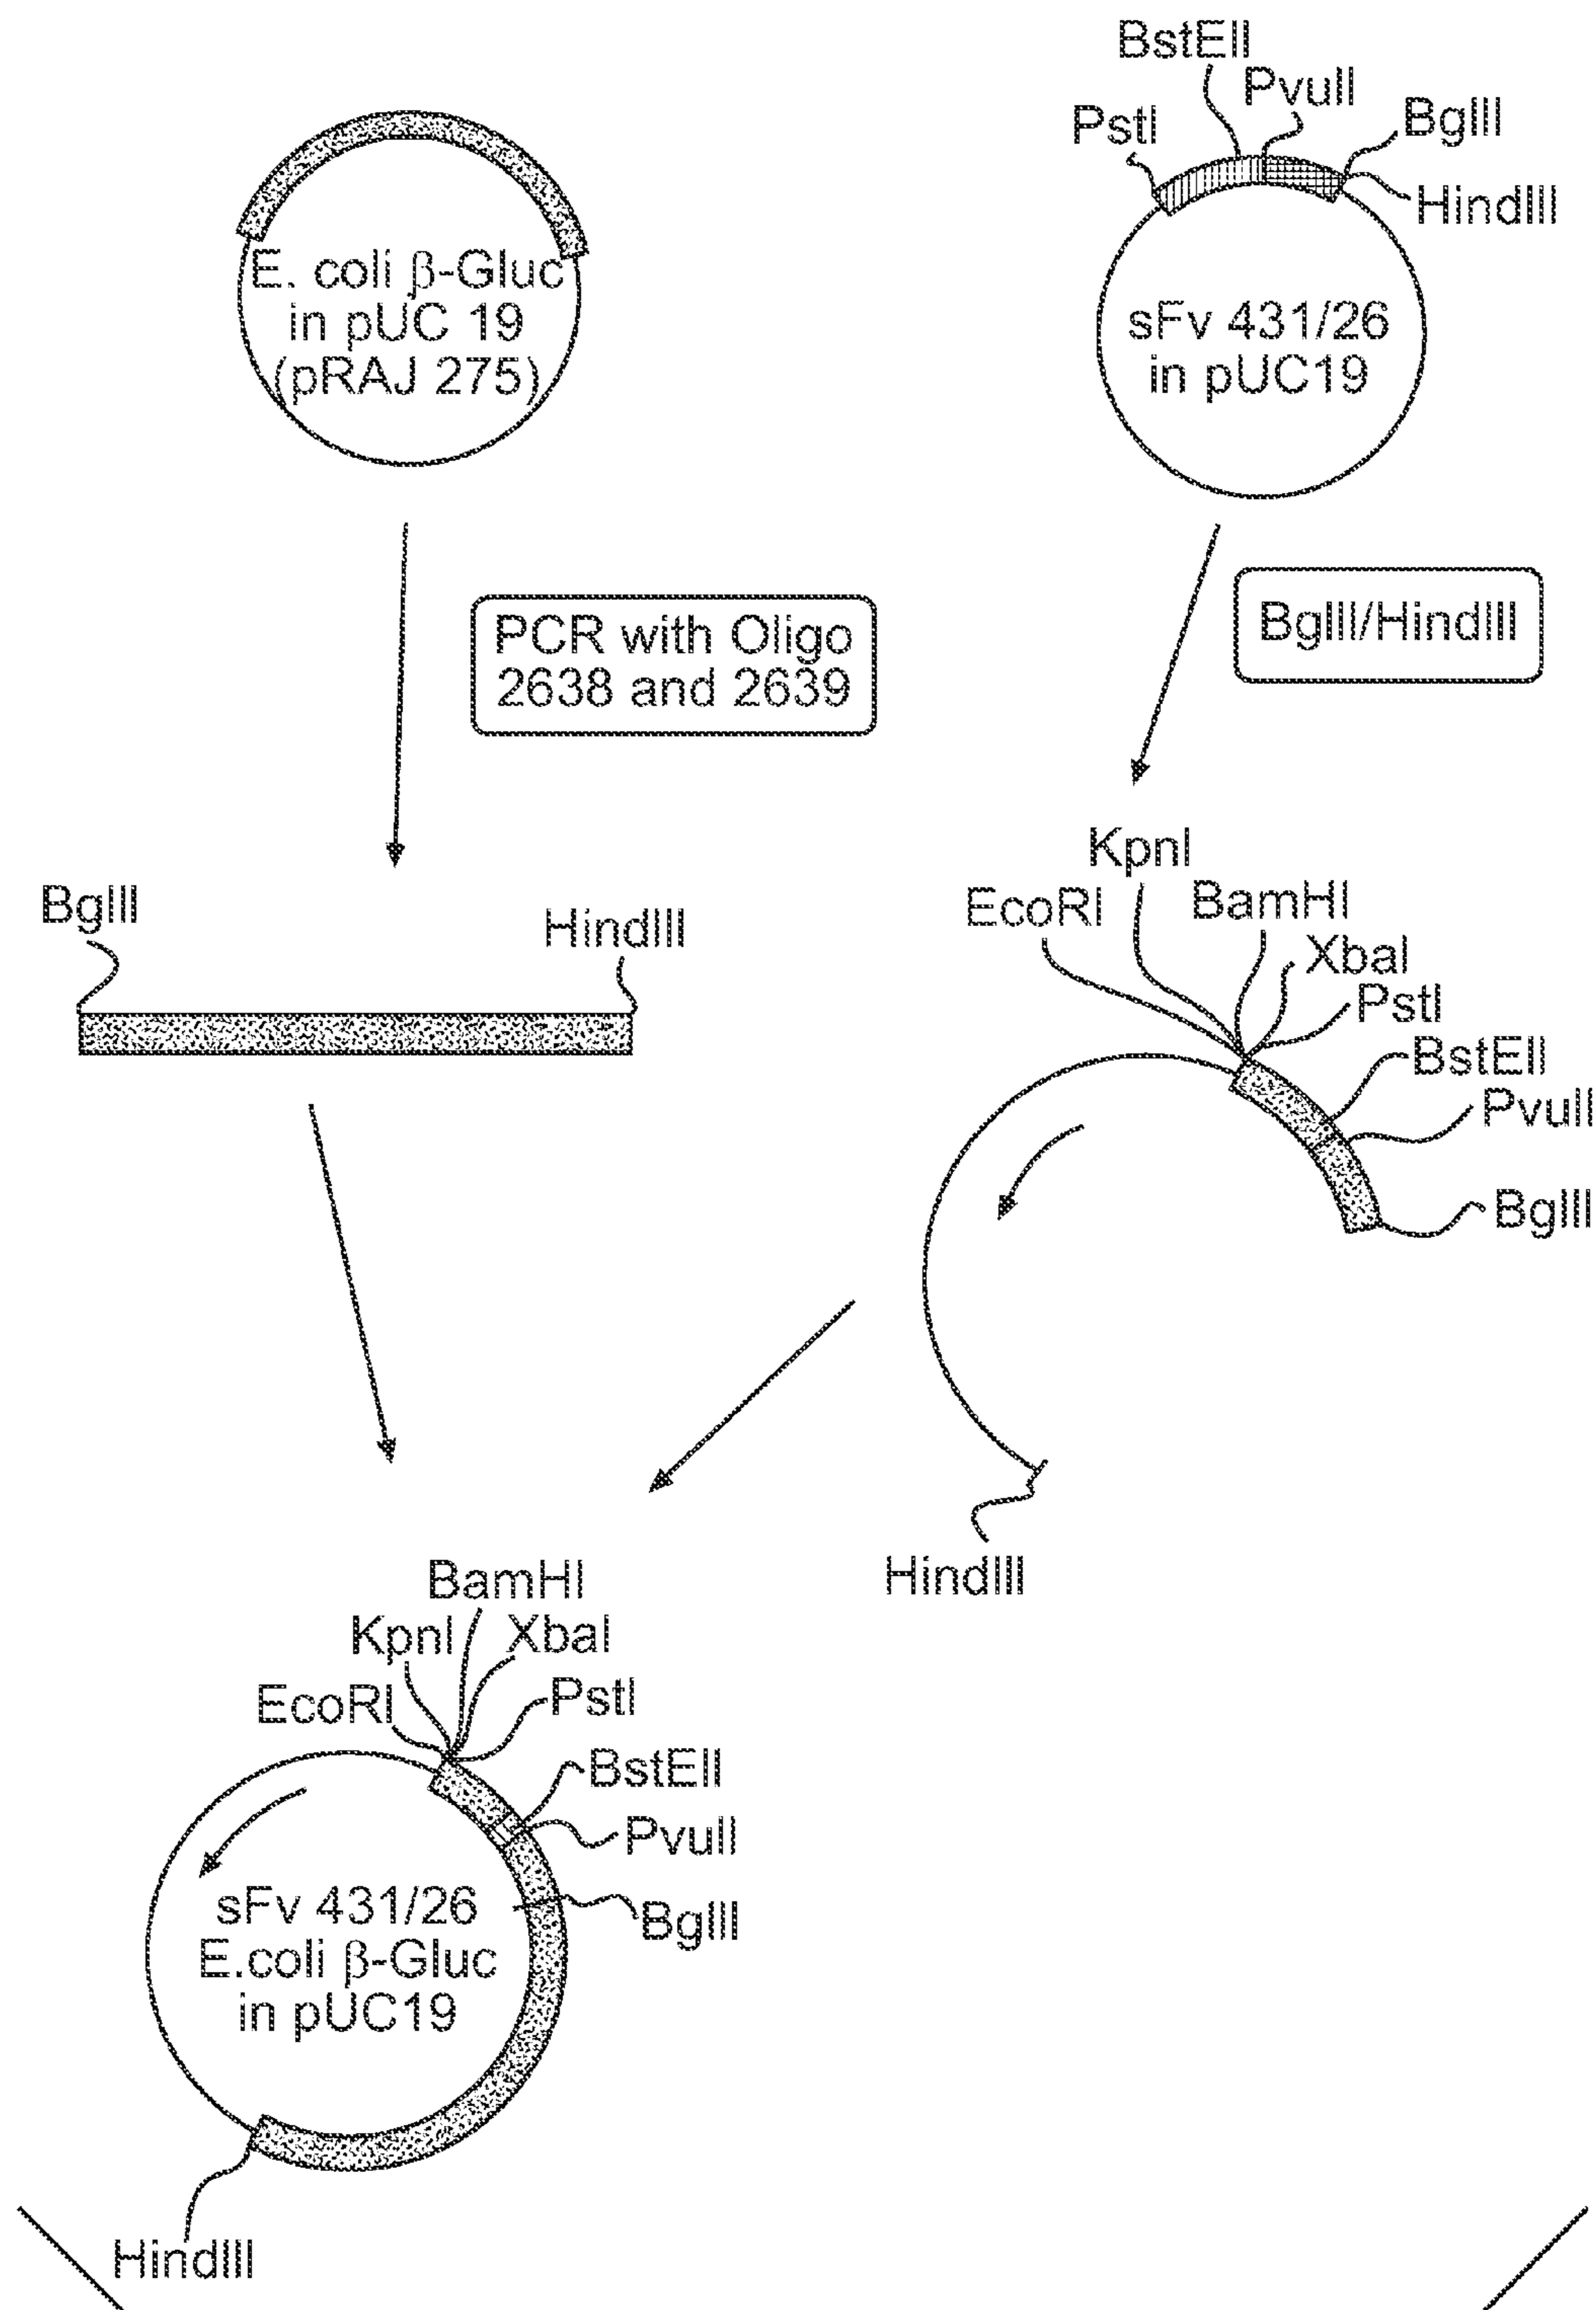 BstEII
PvuII
PstI
BglII
HindIII
E. coli β-Gluc
in pUC 19
(pRAJ 275)
sFv 431/26
in pUC19
PCR with Oligo
2638 and 2639
BglII/HindIII
BglII
HindIII
KpnI
EcoRI
BamHI
XbaI
PstI
BstEII
PvuII
BglII
HindIII
BamHI
KpnI
XbaI
EcoRI
PstI
BstEII
PvuII
BglII
sFv 431/26
E.coli β-Gluc
in pUC19
HindIII